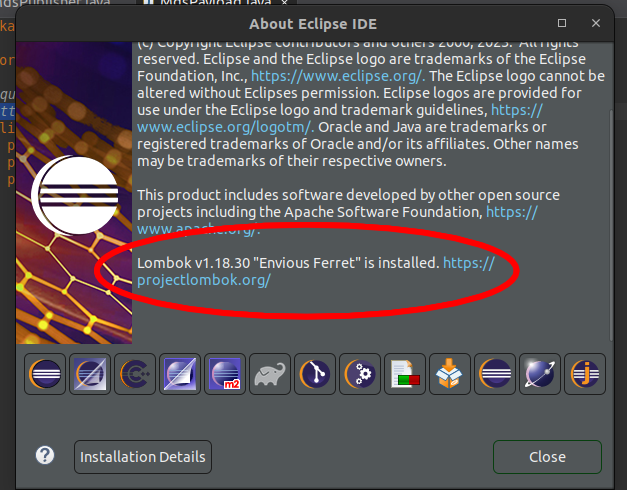 MdsPayload.java
About Eclipse IDE
(c) Copyright Eclipse contributors and others 2000, 2023. All rights
reserved. Eclipse and the Eclipse logo are trademarks of the Eclipse
Foundation, Inc., https://www.eclipse.org/. The Eclipse logo cannot be
altered without Eclipses permission. Eclipse logos are provided for
use under the Eclipse logo and trademark guidelines, https://
www.eclipse.org/logotm/. Oracle and Java are trademarks or
registered trademarks of Oracle and/or its affiliates. Other names
may be trademarks of their respective owners.
This product includes software developed by other open source
projects including the Apache Software Foundation, https://
www.apache.org/.
Lombok v1.18.30 "Envious Ferret" is installed. https://
projectlombok.org/
m2
j
?
Installation Details
Close